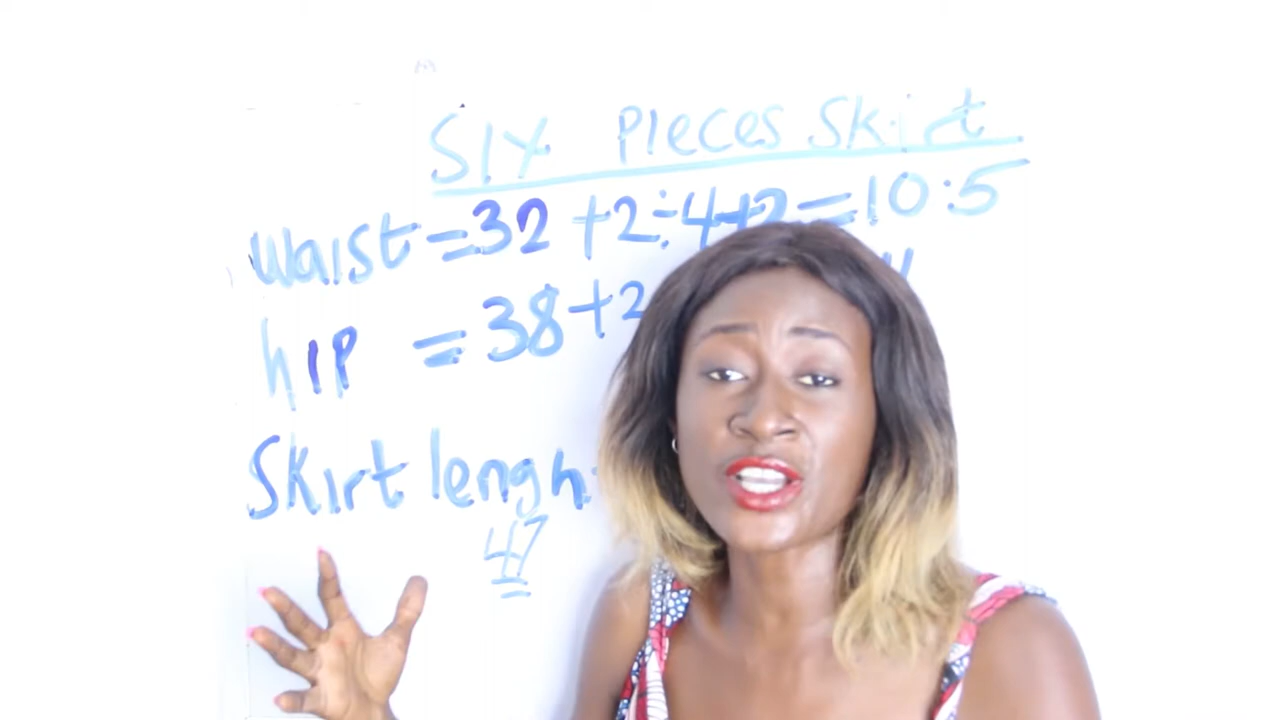 SIX PIECES Skirt
Waist = 32 + 2 ÷ 4 + 2 = 10:5
hip = 38 + 2
Skirt lengh:
47